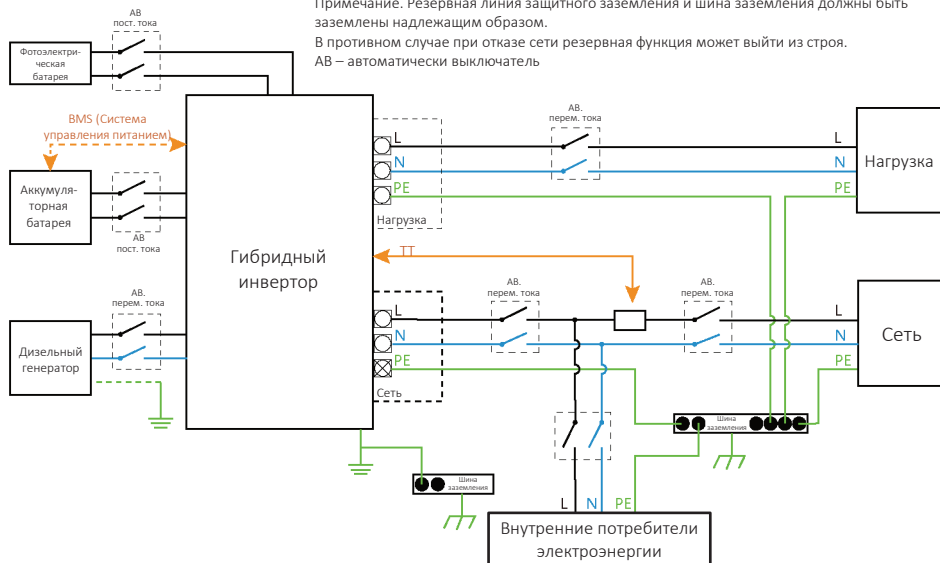 Примечание. Резервная линия защитного заземления и шина заземления должны быть
заземлены надлежащим образом.
В противном случае при отказе сети резервная функция может выйти из строя.
АВ – автоматически выключатель
АВ
пост. тока
Фотоэлектри-
ческая
батарея
BMS (Система
управления питанием)
Аккумуля-
торная
батарея
АВ
пост. тока
АВ.
перем. тока
Дизельный
генератор
Гибридный
инвертор
L
N
PE
Нагрузка
АВ.
перем. тока
L
N
PE
Нагрузка
ТТ
L
N
PE
Сеть
АВ.
перем. тока
АВ.
перем. тока
L
N
PE
Сеть
Шина
заземления
Шина
заземления
L
N
PE
Внутренние потребители
электроэнергии